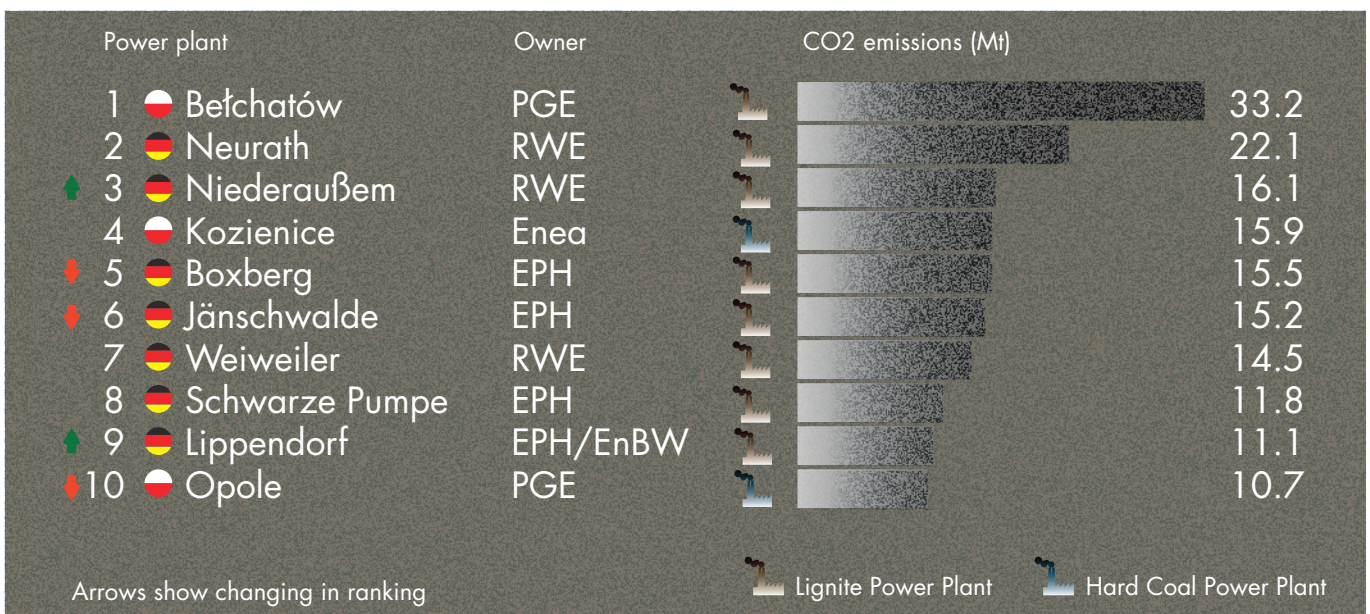 Power plant Owner CO2 emissions (Mt)
1 Bełchatów PGE 33.2
2 Neurath RWE 22.1
3 Niederaußem RWE 16.1
4 Kozienice Enea 15.9
5 Boxberg EPH 15.5
6 Jänschwalde EPH 15.2
7 Weiweiler RWE 14.5
8 Schwarze Pumpe EPH 11.8
9 Lippendorf EPH/EnBW 11.1
10 Opole PGE 10.7
Arrows show changing in ranking Lignite Power Plant Hard Coal Power Plant